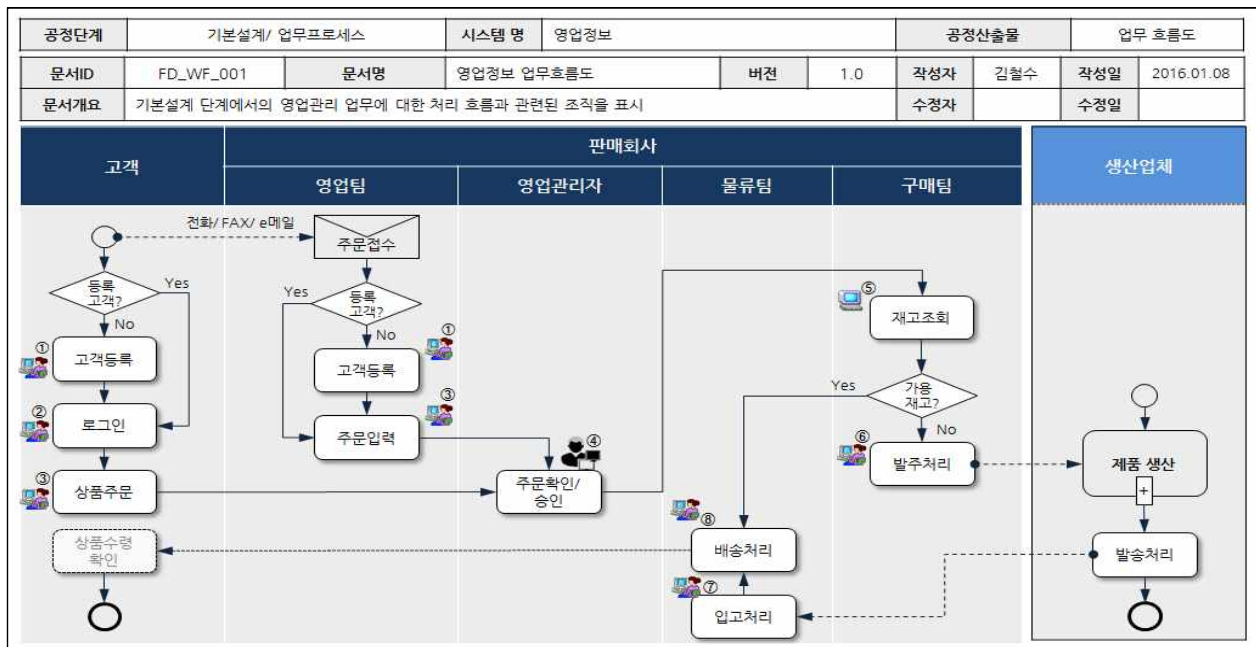 공정단계 기본설계/ 업무프로세스 시스템 명 영업정보 공정산출물 업무 흐름도
문서ID FD_WF_001 문서명 영업정보 업무흐름도 버전 1.0 작성자 김철수 작성일 2016.01.08
문서개요 기본설계 단계에서의 영업관리 업무에 대한 처리 흐름과 관련된 조직을 표시 수정자 수정일
고객 판매회사 생산업체
영업팀 영업관리자 물류팀 구매팀
전화/ FAX/ e메일
주문접수
등록
고객?
Yes
No
①
고객등록
②
로그인
③
상품주문
상품수령
확인
등록
고객?
Yes
No
①
고객등록
③
주문입력
④
주문확인/
승인
⑤
재고조회
가용
재고?
Yes
No
⑥
발주처리
⑧
배송처리
⑦
입고처리
제품 생산
+
발송처리